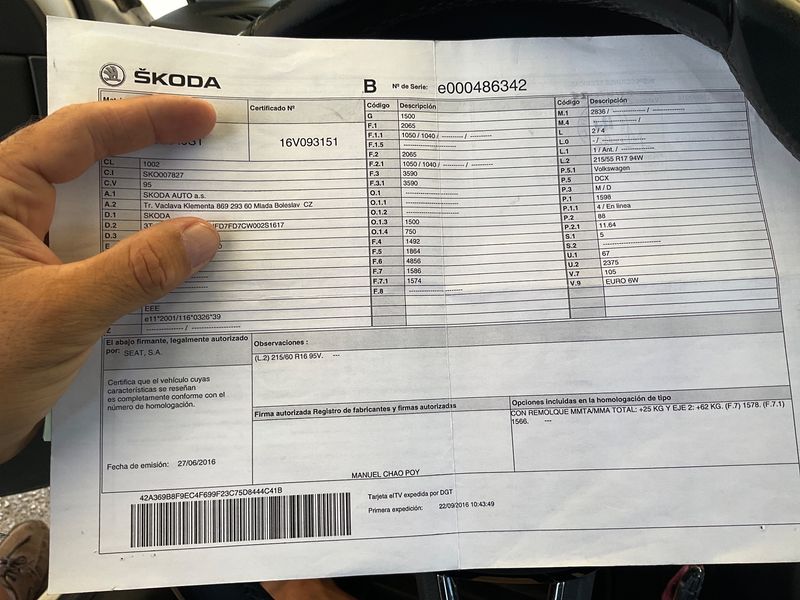 ŠKODA
B Nº de Serie: e000486342
Certificado Nº
16V093151
CL 1002
C.I SKO007827
C.V 95
A.1 SKODA AUTO a.s.
A.2 Tr. Vaclava Klementa 869 293 60 Mlada Boleslav CZ
D.1 SKODA
D.2 FD7FD7CW002S1617
D.3
E
EEE
e11*2001/116*0326*39
Z ---------- / --------------------
Código Descripción
G 1500
F.1 2065
F.1.1 1050 / 1040 / ---------- / ----------
F.1.5 --------------------
F.2 2065
F.2.1 1050 / 1040 / ---------- / ----------
F.3 3590
F.3.1 3590
O.1 --------------------
O.1.1 --------------------
O.1.2 --------------------
O.1.3 1500
O.1.4 750
F.4 1492
F.5 1864
F.6 4856
F.7 1586
F.7.1 1574
F.8 --------------------
Código Descripción
M.1 2836 / --------------- / ---------------
M.4 -------------------- /
L 2 / 4
L.0 - / --------------------
L.1 1 / Ant. / --------------------
L.2 215/55 R17 94W
P.5.1 Volkswagen
P.5 DCX
P.3 M / D
P.1 1598
P.1.1 4 / En linea
P.2 88
P.2.1 11.64
S.1 5
S.2 --------------------
U.1 67
U.2 2375
V.7 105
V.9 EURO 6W
El abajo firmante, legalmente autorizado
por: SEAT, S.A.
Certifica que el vehículo cuyas
características se reseñan
es completamente conforme con el
número de homologación.
Fecha de emisión: 27/06/2016
Observaciones :
(L.2) 215/60 R16 95V. ---
Firma autorizada Registro de fabricantes y firmas autorizadas
MANUEL CHAO POY
Opciones incluidas en la homologación de tipo
CON REMOLQUE MMTA/MMA TOTAL: +25 KG Y EJE 2: +62 KG. (F.7) 1578. (F.7.1)
1566. ---
42A369B8F9EC4F699F23C75D8444C41B
Tarjeta eITV expedida por DGT
Primera expedición: 22/09/2016 10:43:49